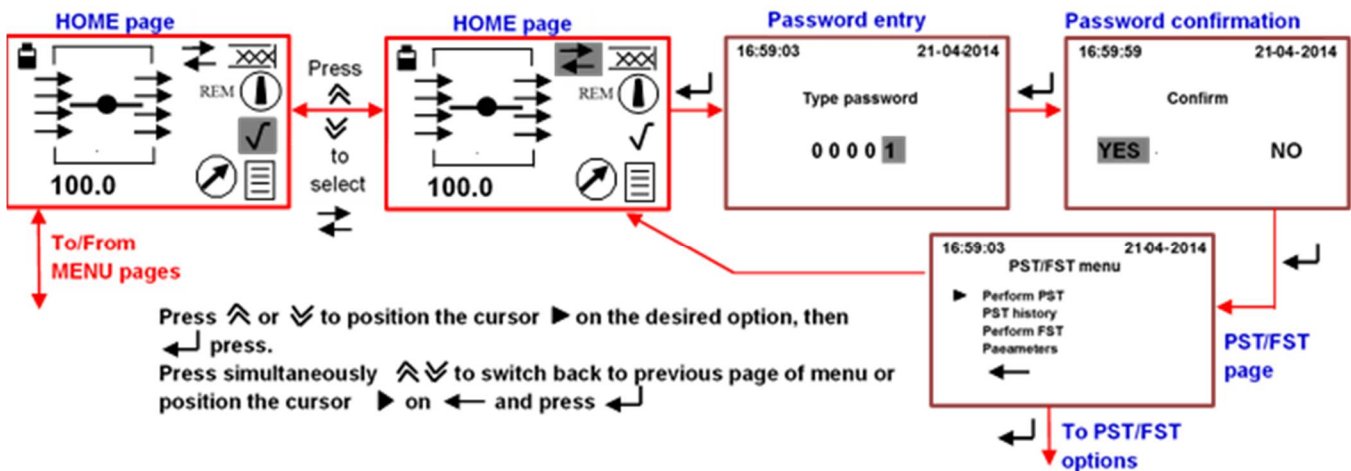 HOME page
HOME page
Password entry
Password confirmation
REM
100.0
Press
to
select
REM
100.0
16:59:03 21-04-2014
Type password
0 0 0 0 1
16:59:59 21-04-2014
Confirm
YES NO
To/From
MENU pages
16:59:03 21-04-2014
PST/FST menu
Perform PST
PST history
Perform FST
Paeameters
PST/FST
page
Press or to position the cursor on the desired option, then
press.
Press simultaneously to switch back to previous page of menu or
position the cursor on and press
To PST/FST
options